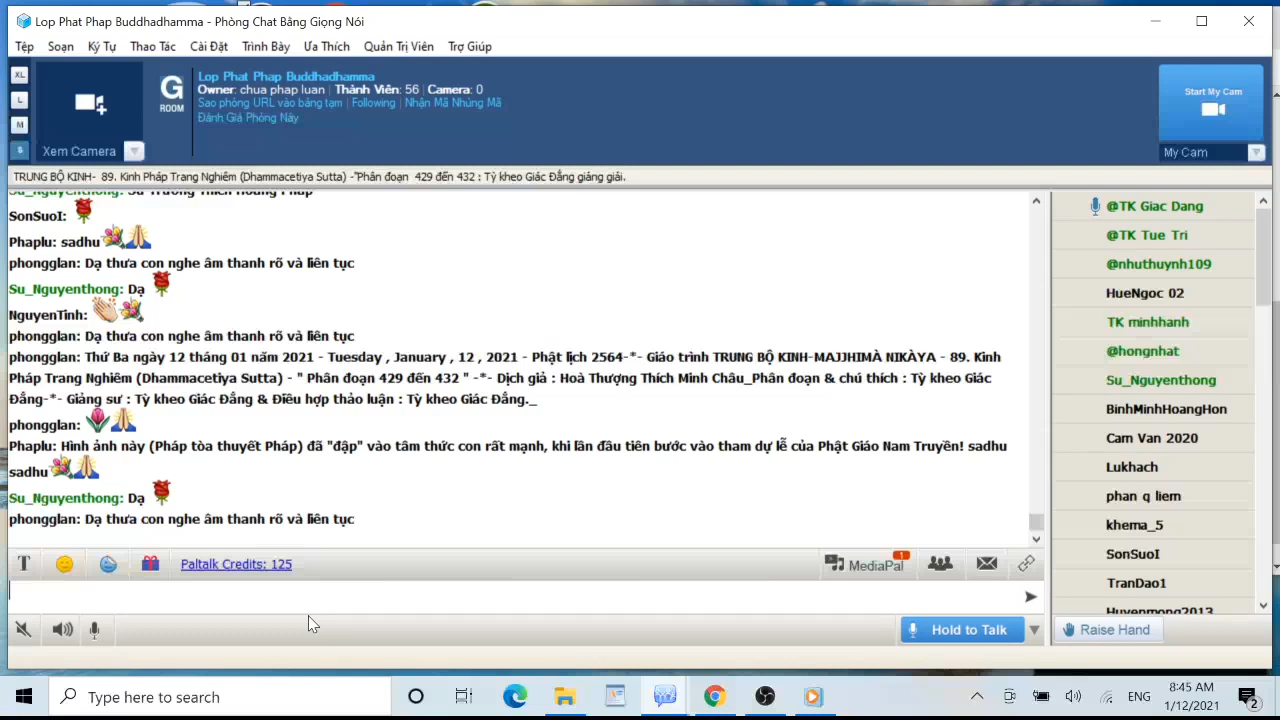 Lop Phat Phap Buddhadhamma - Phòng Chat Bằng Giọng Nói
Tệp Soạn Ký Tự Thao Tác Cài Đặt Trình Bày Ưa Thích Quản Trị Viên Trợ Giúp
XL
L
M
S
Xem Camera
G
ROOM
Lop Phat Phap Buddhadhamma
Owner: chua phap luan | Thành Viên: 56 | Camera: 0
Sao phỏng URL vào bảng tạm | Following | Nhận Mã Nhúng Mã
Đánh Giá Phòng Này
Start My Cam
My Cam
TRUNG BỘ KINH- 89. Kinh Pháp Trang Nghiêm (Dhammacetiya Sutta) -"Phân đoạn 429 đến 432 : Tỳ kheo Giác Đẳng giảng giải.
Su_Nguyenthong: Sư Trưởng Thích Hoằng Pháp
SonSuoI:
Phaplu: sadhu
phongglan: Dạ thưa con nghe âm thanh rõ và liên tục
Su_Nguyenthong: Dạ
NguyenTinh:
phongglan: Dạ thưa con nghe âm thanh rõ và liên tục
phongglan: Thứ Ba ngày 12 tháng 01 năm 2021 - Tuesday , January , 12 , 2021 - Phật lịch 2564-*- Giáo trình TRUNG BỘ KINH-MAJJHIMÀ NIKÀYA - 89. Kinh
Pháp Trang Nghiêm (Dhammacetiya Sutta) - " Phân đoạn 429 đến 432 " -*- Dịch giả : Hoà Thượng Thích Minh Châu_Phân đoạn & chú thích : Tỳ kheo Giác
Đẳng-*- Giảng sư : Tỳ kheo Giác Đẳng & Điều hợp thảo luận : Tỳ kheo Giác Đẳng._
phongglan:
Phaplu: Hình ảnh này (Pháp tòa thuyết Pháp) đã "đập" vào tâm thức con rất mạnh, khi lần đầu tiên bước vào tham dự lễ của Phật Giáo Nam Truyền! sadhu
sadhu
Su_Nguyenthong: Dạ
phongglan: Dạ thưa con nghe âm thanh rõ và liên tục
@TK Giac Dang
@TK Tue Tri
@nhuthuynh109
HueNgoc 02
TK minhhanh
@hongnhat
Su_Nguyenthong
BinhMinhHoangHon
Cam Van 2020
Lukhach
phan q liem
khema_5
SonSuoI
TranDao1
Huyenmong2013
T
Paltalk Credits: 125
MediaPal
1
Hold to Talk
Raise Hand
Type here to search
ENG
8:45 AM
1/12/2021
2